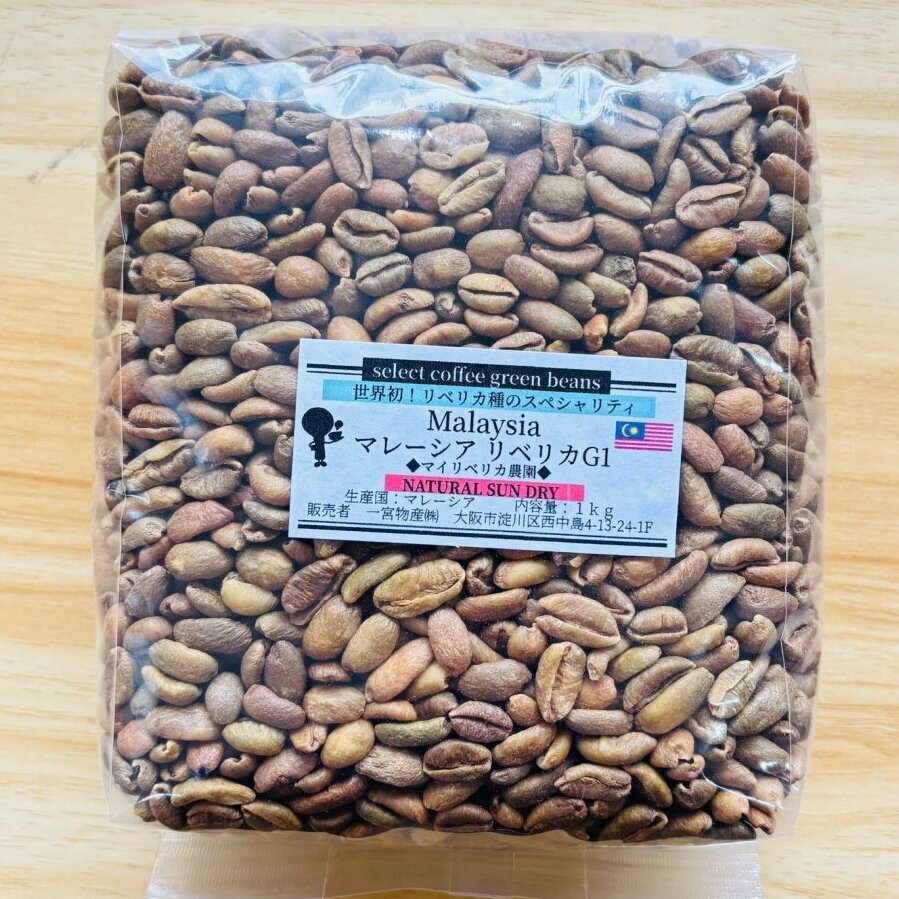 select coffee green beans
世界初！リベリカ種のスペシャリティ
Malaysia
マレーシア リベリカG1
◆マイリベリカ農園◆
NATURAL SUN DRY
生産国：マレーシア 内容量：1kg
販売者 一宮物産㈱ 大阪市淀川区西中島4-13-24-1F